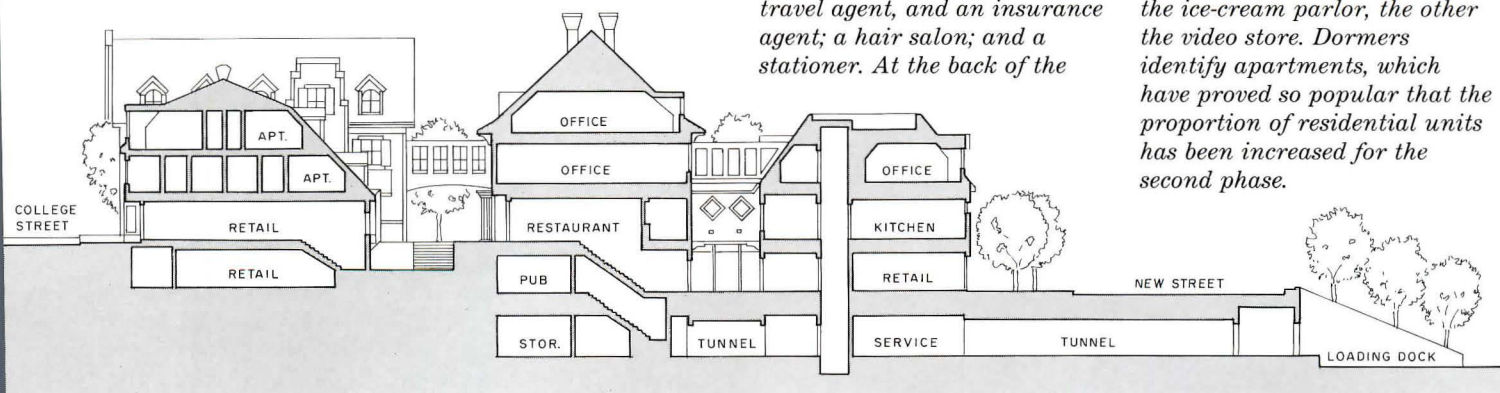 travel agent, and an insurance
agent; a hair salon; and a
stationer. At the back of the
the ice-cream parlor, the other
the video store. Dormers
identify apartments, which
have proved so popular that the
proportion of residential units
has been increased for the
second phase.
COLLEGE
STREET
APT.
APT.
RETAIL
RETAIL
OFFICE
OFFICE
RESTAURANT
PUB
STOR.
TUNNEL
OFFICE
KITCHEN
RETAIL
SERVICE
TUNNEL
NEW STREET
LOADING DOCK